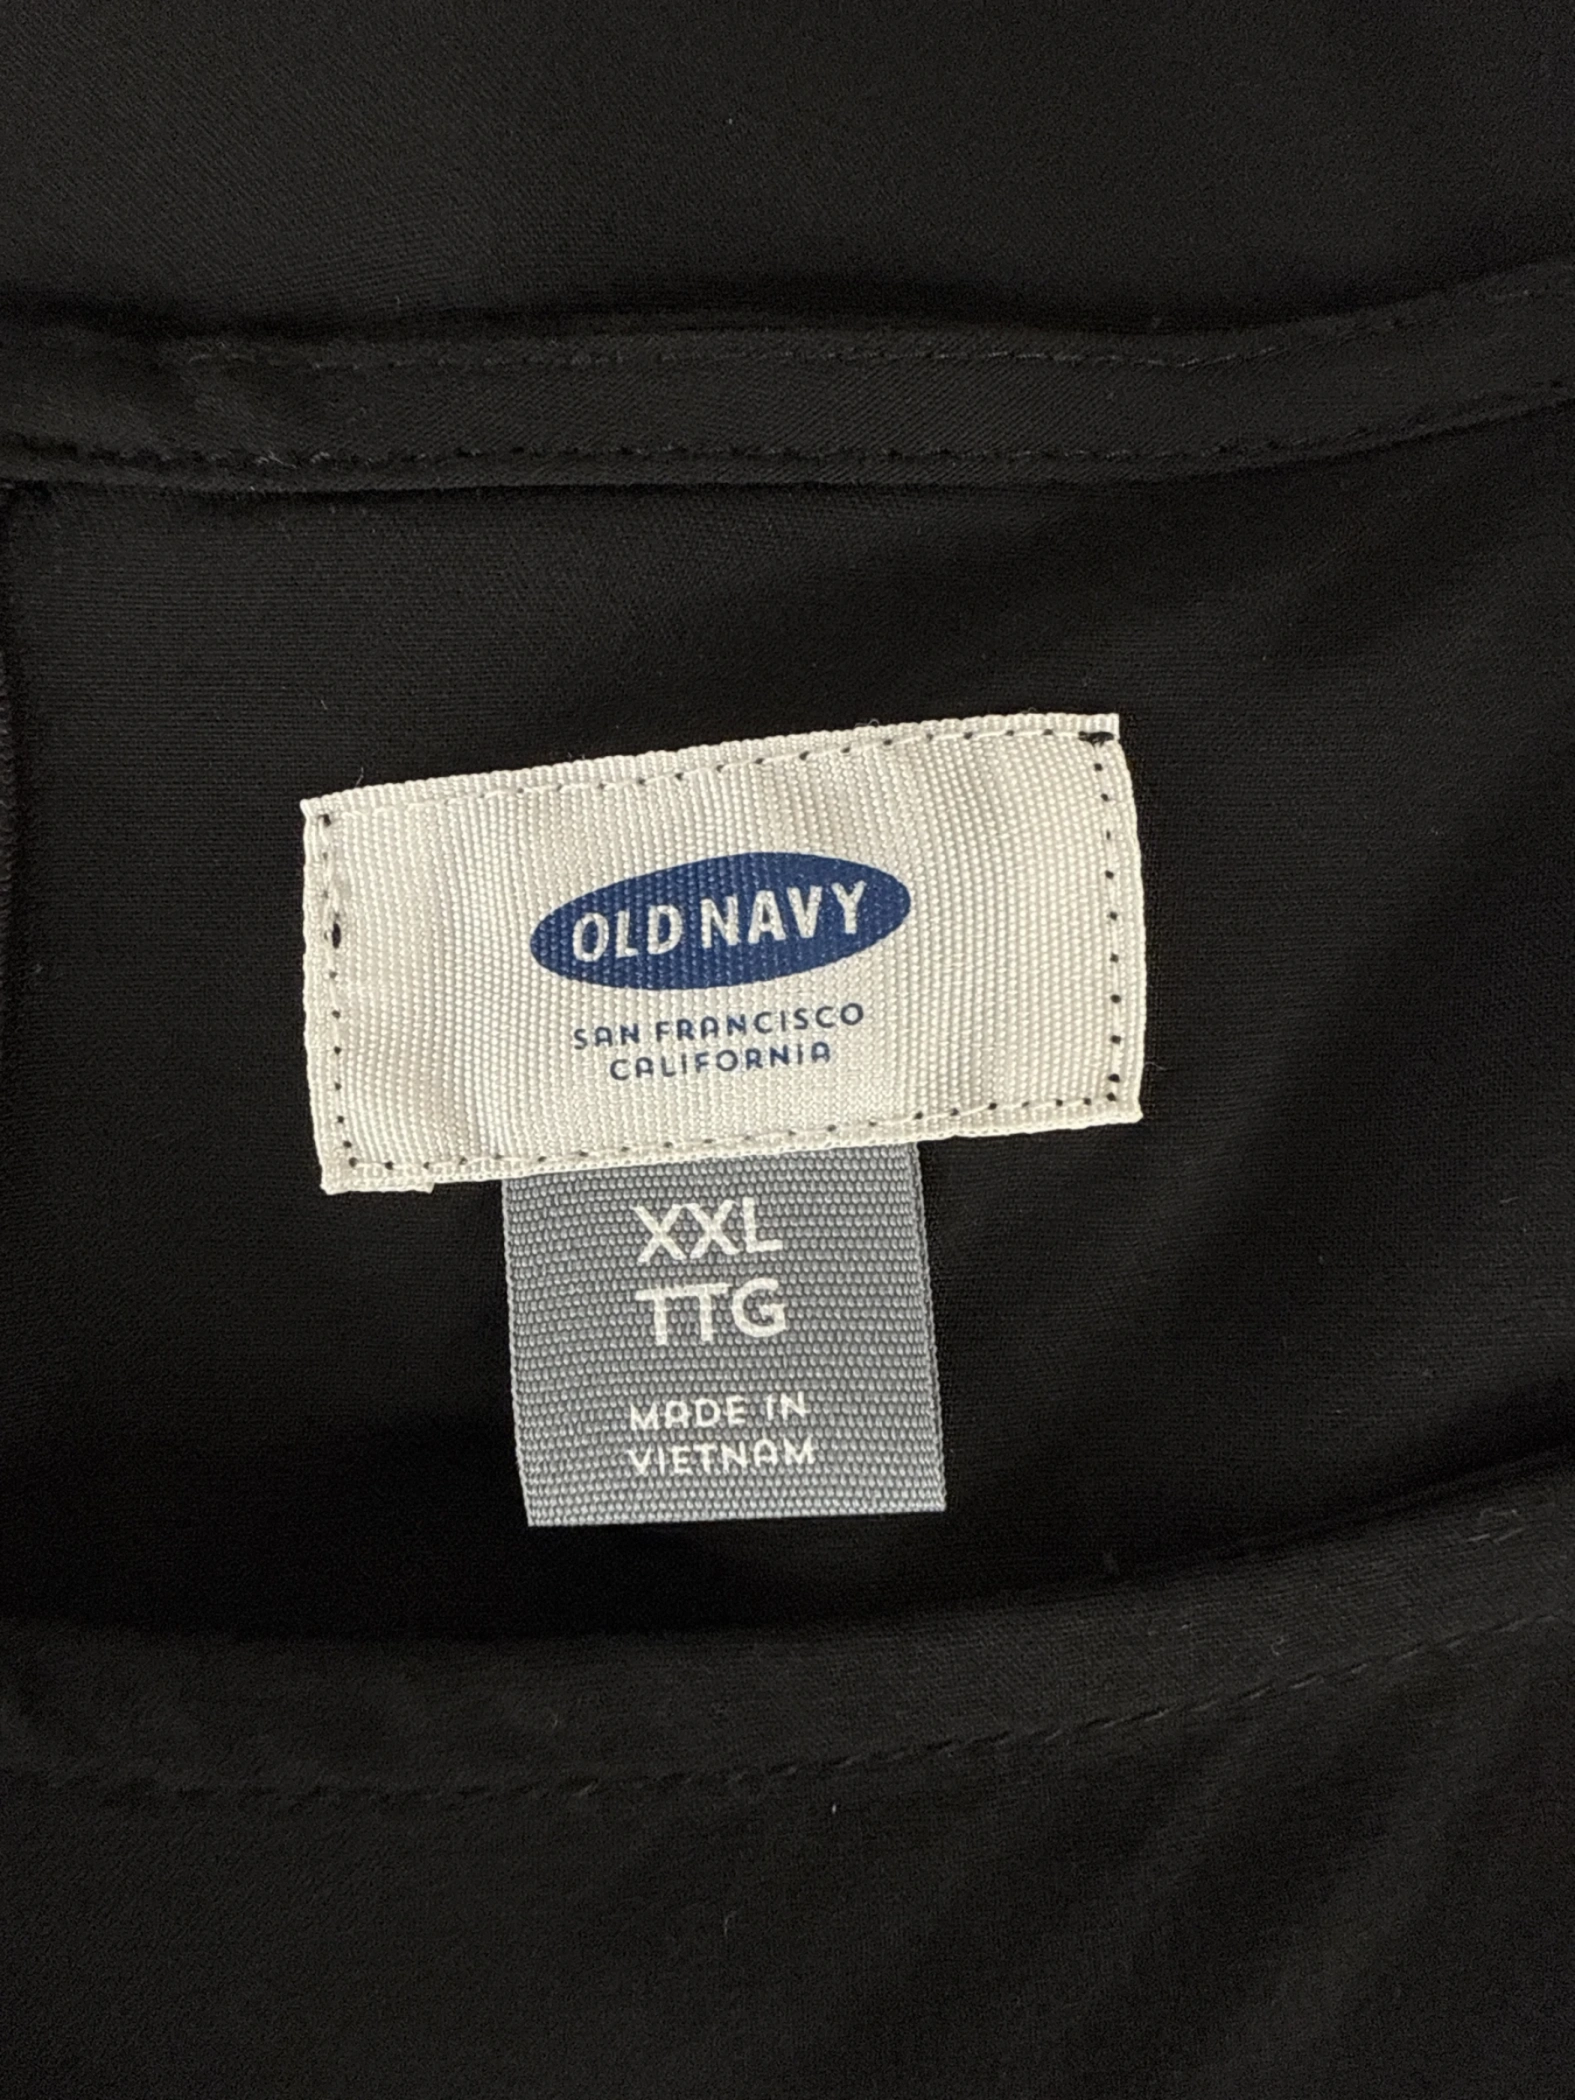 OLD NAVY
SAN FRANCISCO
CALIFORNIA
XXL
TTG
MADE IN
VIETNAM